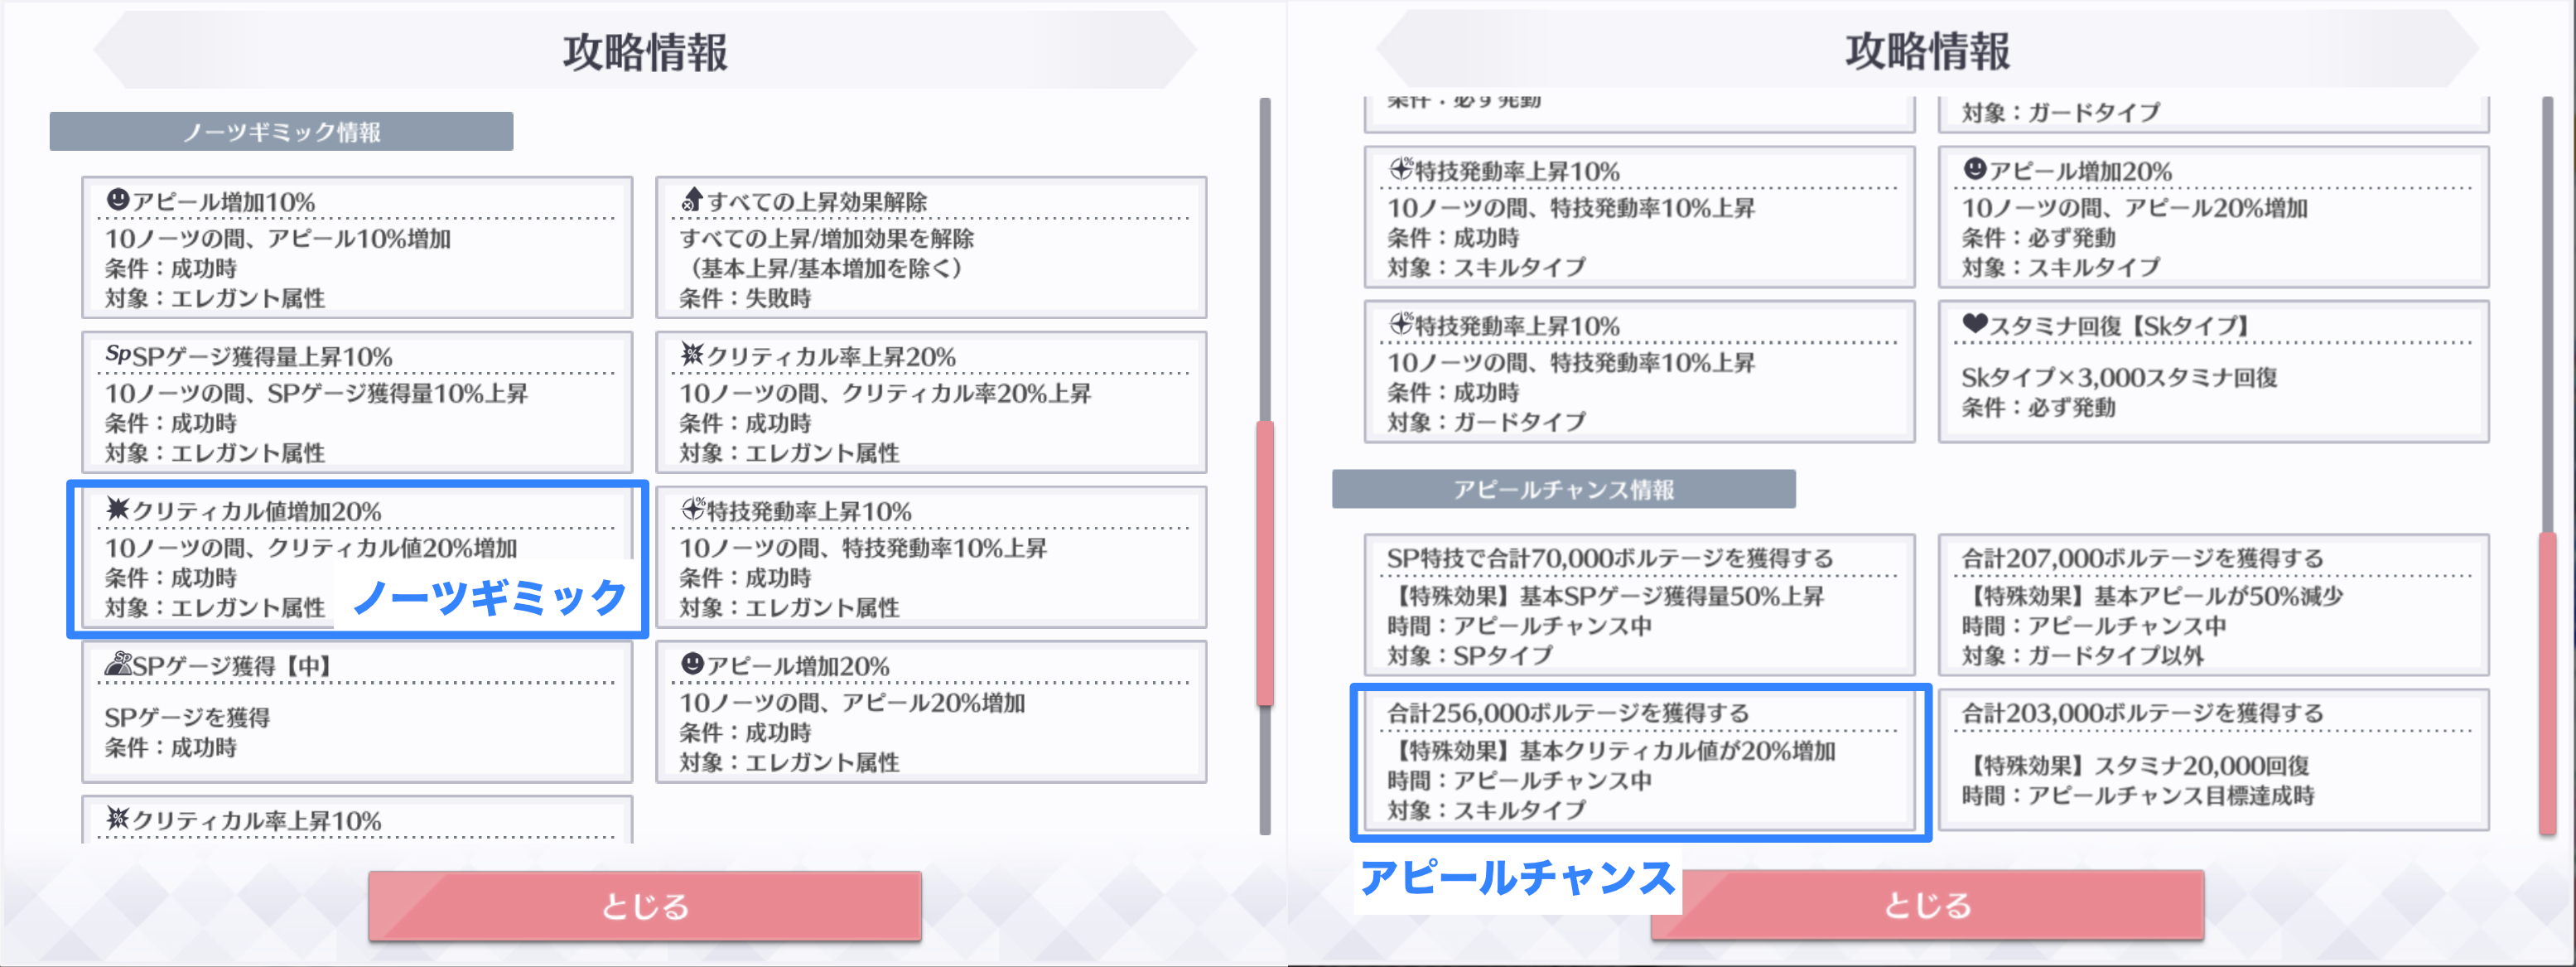 攻略情報
ノーツギミック情報
アピール増加10%
10ノーツの間、アピール10%増加
条件：成功時
対象：エレガント属性
すべての上昇効果解除
すべての上昇/増加効果を解除
（基本上昇/基本増加を除く）
条件：失敗時
Sp SPゲージ獲得量上昇10%
10ノーツの間、SPゲージ獲得量10%上昇
条件：成功時
対象：エレガント属性
クリティカル率上昇20%
10ノーツの間、クリティカル率20%上昇
条件：成功時
対象：エレガント属性
クリティカル値増加20%
10ノーツの間、クリティカル値20%増加
条件：成功時
対象：エレガント属性
ノーツギミック
特技発動率上昇10%
10ノーツの間、特技発動率10%上昇
条件：成功時
対象：エレガント属性
SPゲージ獲得【中】
SPゲージを獲得
条件：成功時
アピール増加20%
10ノーツの間、アピール20%増加
条件：成功時
対象：エレガント属性
クリティカル率上昇10%
とじる
攻略情報
条件：必ず発動
対象：ガードタイプ
特技発動率上昇10%
10ノーツの間、特技発動率10%上昇
条件：成功時
対象：スキルタイプ
アピール増加20%
10ノーツの間、アピール20%増加
条件：必ず発動
対象：スキルタイプ
特技発動率上昇10%
10ノーツの間、特技発動率10%上昇
条件：成功時
対象：ガードタイプ
スタミナ回復【Skタイプ】
Skタイプ×3,000スタミナ回復
条件：必ず発動
アピールチャンス情報
SP特技で合計70,000ボルテージを獲得する
【特殊効果】基本SPゲージ獲得量50%上昇
時間：アピールチャンス中
対象：SPタイプ
合計207,000ボルテージを獲得する
【特殊効果】基本アピールが50%減少
時間：アピールチャンス中
対象：ガードタイプ以外
合計256,000ボルテージを獲得する
【特殊効果】基本クリティカル値が20%増加
時間：アピールチャンス中
対象：スキルタイプ
合計203,000ボルテージを獲得する
【特殊効果】スタミナ20,000回復
時間：アピールチャンス目標達成時
アピールチャンス
とじる